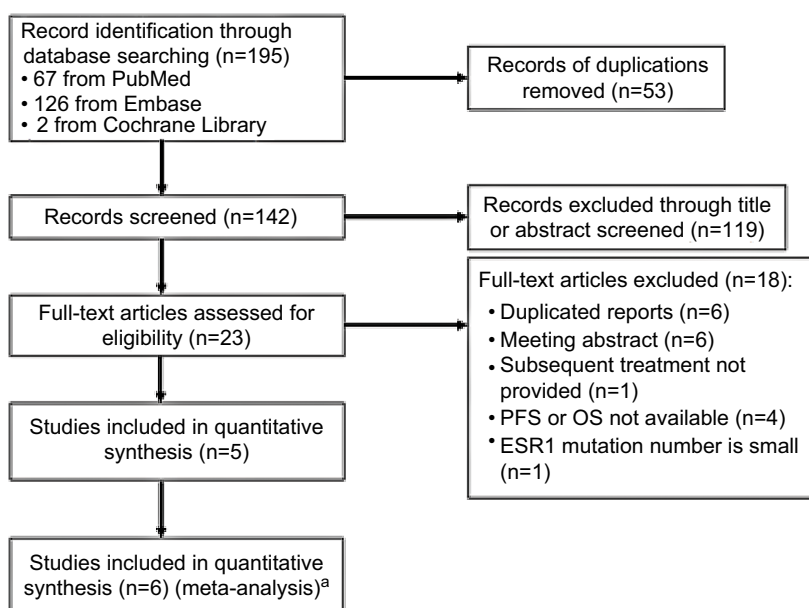 Record identification through
database searching (n=195)
• 67 from PubMed
• 126 from Embase
• 2 from Cochrane Library
Records of duplications
removed (n=53)
Records screened (n=142)
Records excluded through title
or abstract screened (n=119)
Full-text articles assessed for
eligibility (n=23)
Full-text articles excluded (n=18):
• Duplicated reports (n=6)
• Meeting abstract (n=6)
• Subsequent treatment not
provided (n=1)
• PFS or OS not available (n=4)
• ESR1 mutation number is small
(n=1)
Studies included in quantitative
synthesis (n=5)
Studies included in quantitative
synthesis (n=6) (meta-analysis)ᵃ